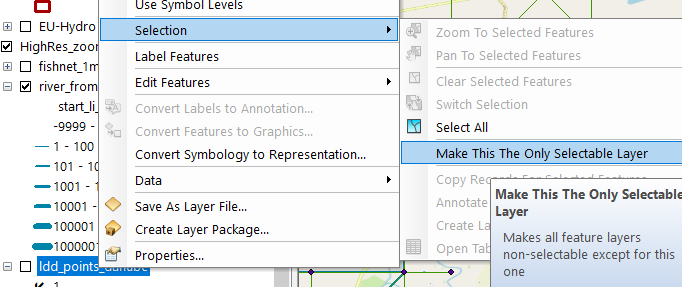 Use Symbol Levels
EU-Hydro
HighRes_zoom
fishnet_1m
river_from
start_li_
-9999 -
1 - 100
101 - 10
1001 -
10001 -
100001
ldd_points_danube
1
Selection
Label Features
Edit Features
Convert Labels to Annotation...
Convert Features to Graphics...
Convert Symbology to Representation...
Data
Save As Layer File...
Create Layer Package...
Properties...
Zoom To Selected Features
Pan To Selected Features
Clear Selected Features
Switch Selection
Select All
Make This The Only Selectable Layer
Copy Records For Selected Features
Annotate
Create La
Open Tab
Make This The Only Selectable
Layer
Makes all feature layers
non-selectable except for this
one